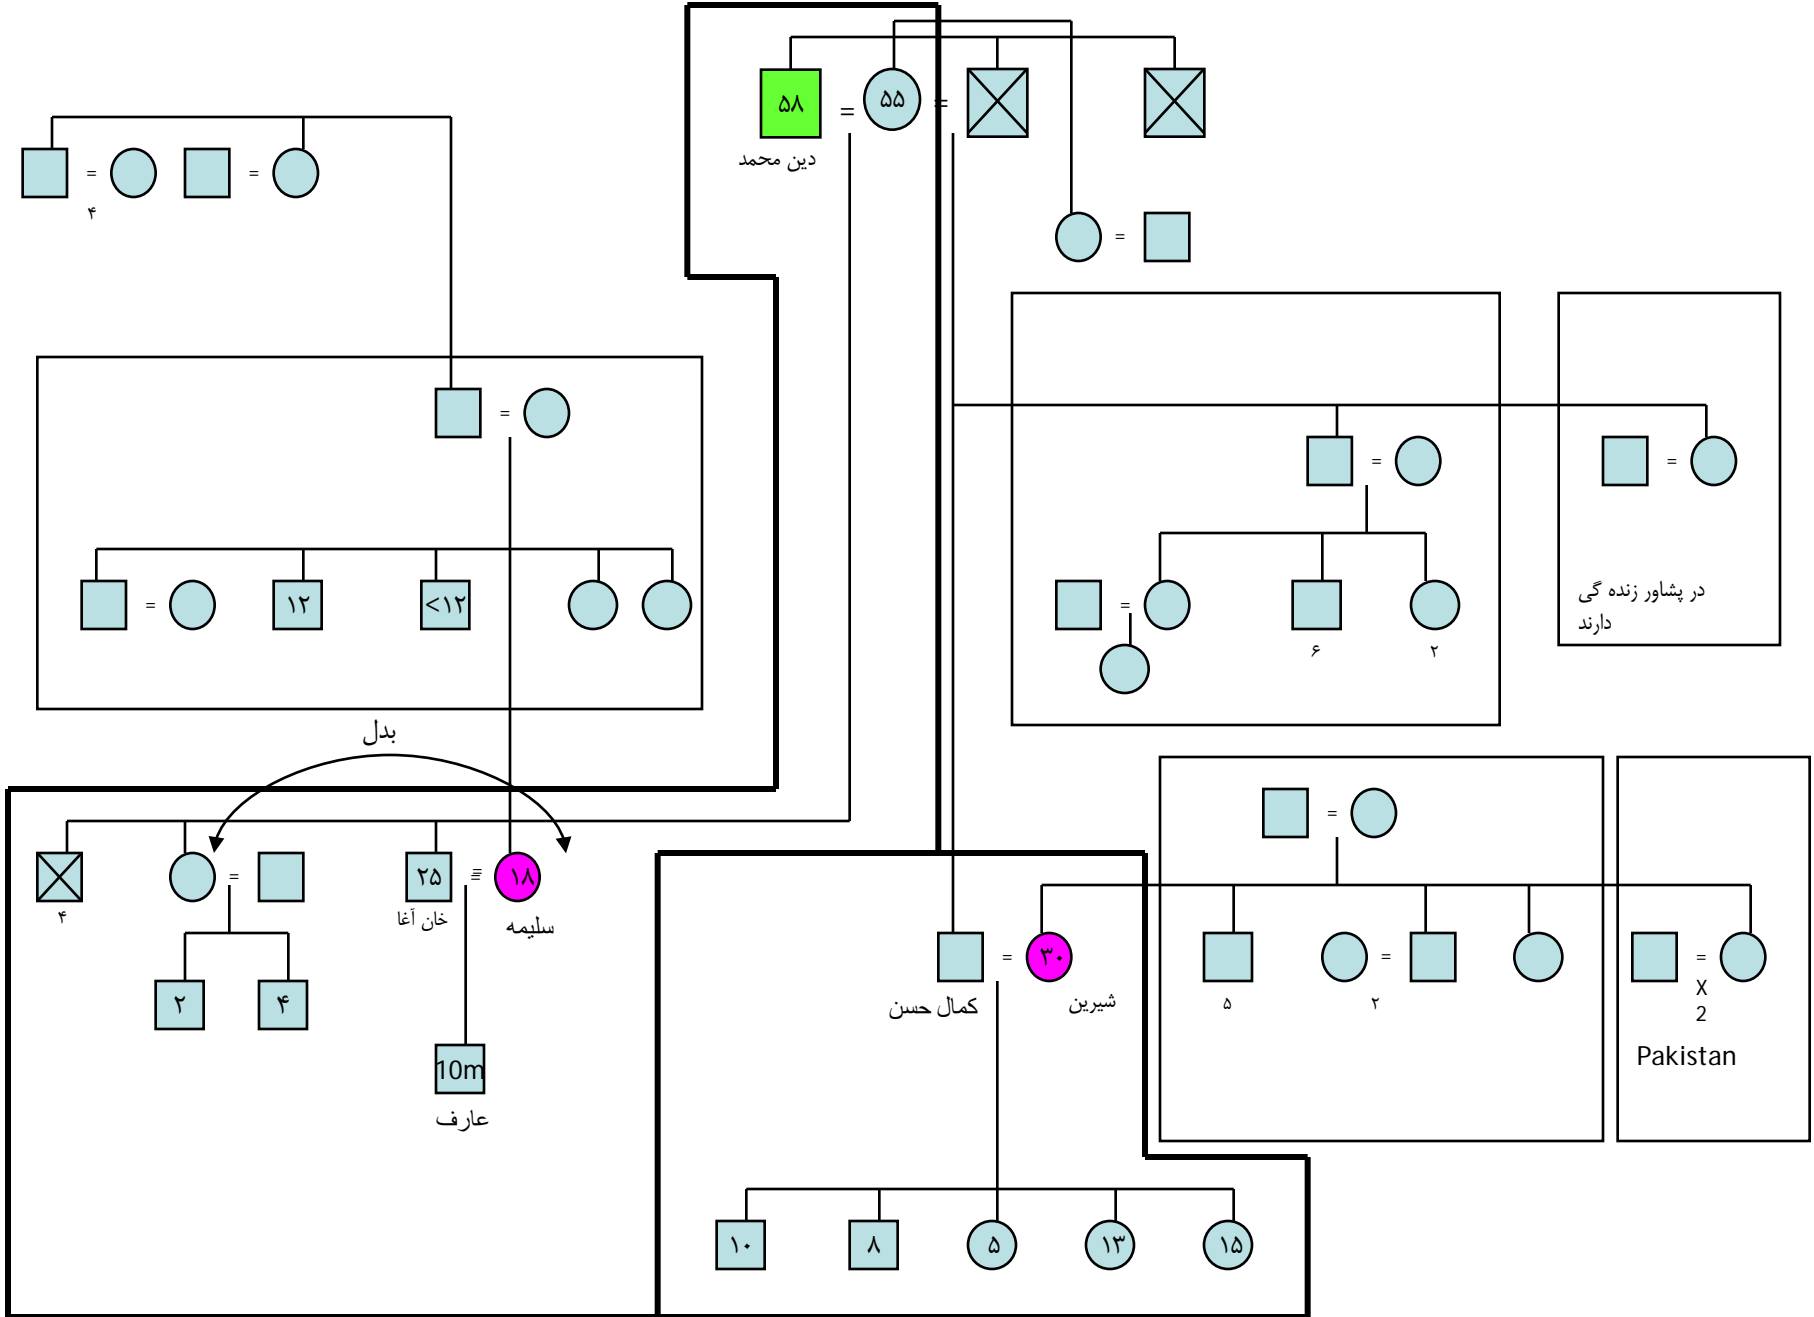 ۵۸ = ۵۵ =
دین محمد
= =
۴
=
=
= =
= ۱۲ <۱۲
=
۶ ۲
در پشاور زنده گی
دارند
بدل
=
= ۲۵ = ۱۸
۴ خان آغا سلیمه
= ۳۰ = =
کمال حسن شیرین ۵ ۲ X
2
۲ ۴
Pakistan
10m
عارف
۱۰ ۸ ۵ ۱۳ ۱۵